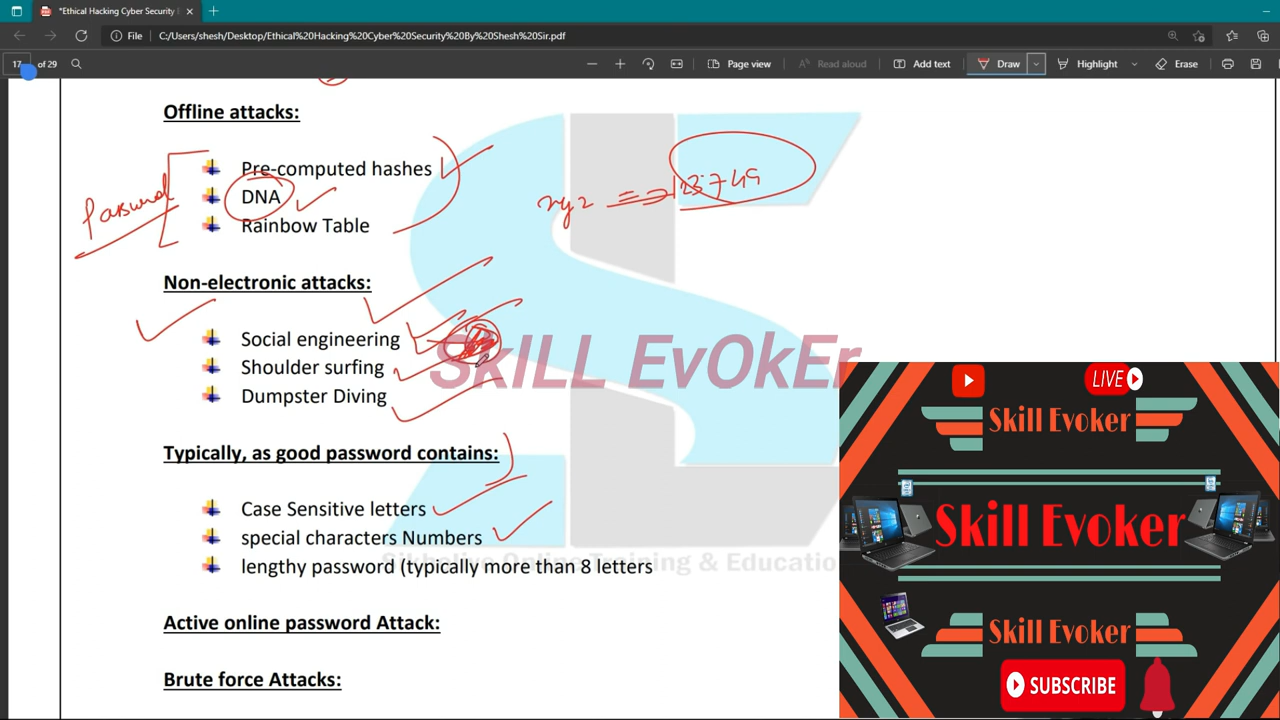 *Ethical Hacking Cyber Security
File
C:/Users/shesh/Desktop/Ethical%20Hacking%20Cyber%20Security%20By%20Shesh%20Sir.pdf
17 of 29
Page view
Read aloud
Add text
Draw
Highlight
Erase
Offline attacks:
Pre-computed hashes
DNA
Rainbow Table
Password
xyz
Non-electronic attacks:
Social engineering
Shoulder surfing
Dumpster Diving
SkILL EvOkEr
Typically, as good password contains:
Case Sensitive letters
special characters Numbers
lengthy password (typically more than 8 letters
Online Training & Educatio
Active online password Attack:
Brute force Attacks:
LIVE
Skill Evoker
Skill Evoker
Skill Evoker
SUBSCRIBE